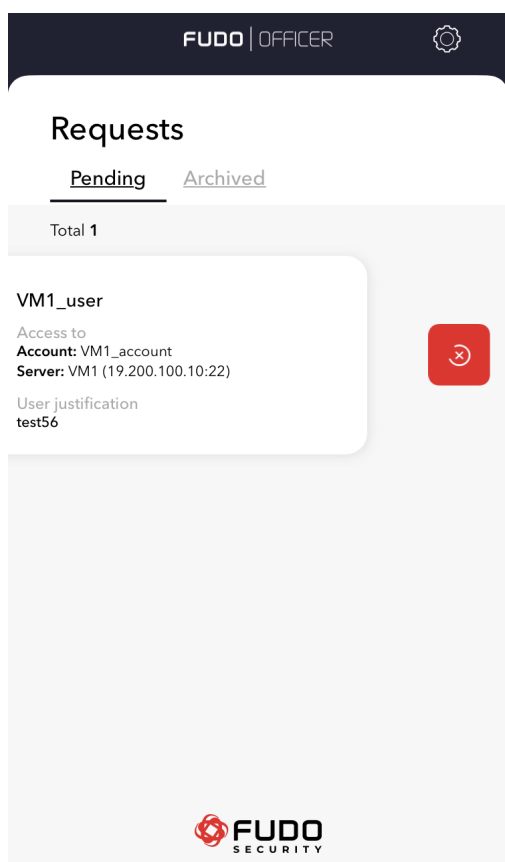 FUDO | OFFICER
Requests
Pending Archived
Total 1
VM1_user
Access to
Account: VM1_account
Server: VM1 (19.200.100.10:22)
User justification
test56
FUDO
SECURITY